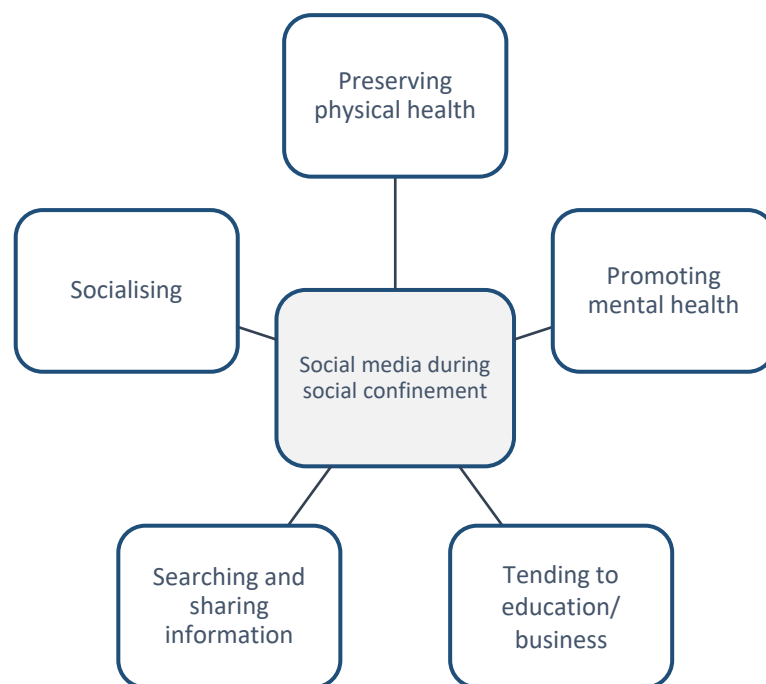 Preserving
physical health
Socialising
Promoting
mental health
Social media during
social confinement
Searching and
sharing
information
Tending to
education/
business